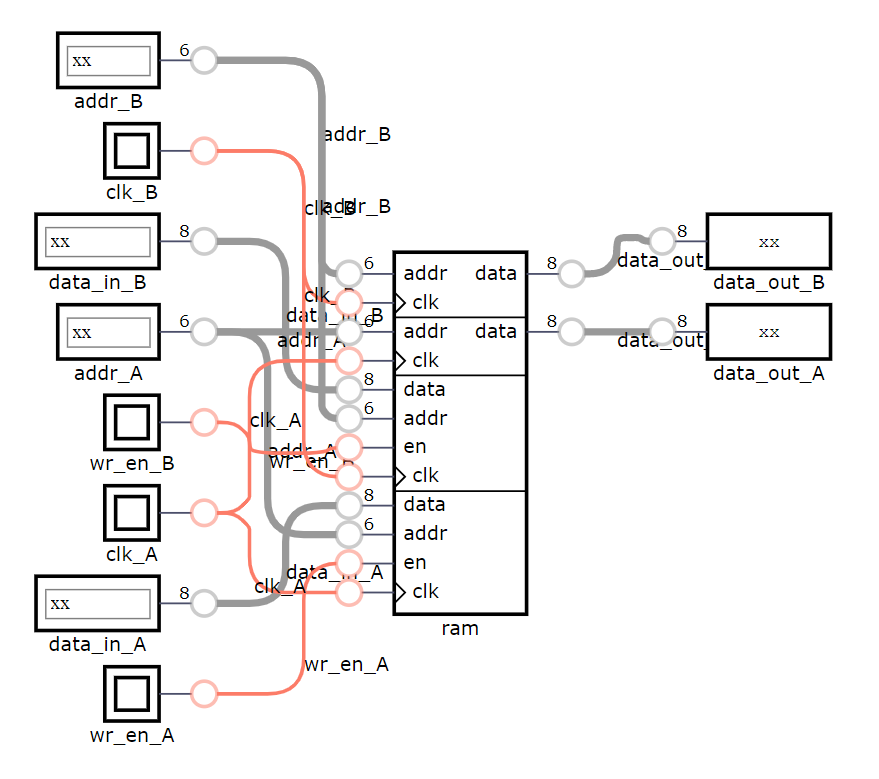 xx
6
addr_B
addr_B
clk_B
clk_B
addr_B
xx
8
data_in_B
8
xx
data_out_B
data_out_
6
addr
data
8
clk_B
clk
data_in_B
xx
6
addr_A
6
addr
data
8
addr_A
clk
8
xx
data_out_A
data_out_
8
data
6
addr
clk_A
wr_en_B
addr_A
wr_en_B
en
clk
8
data
clk_A
6
addr
en
data_in_A
clk_A
clk
xx
8
data_in_A
ram
wr_en_A
wr_en_A